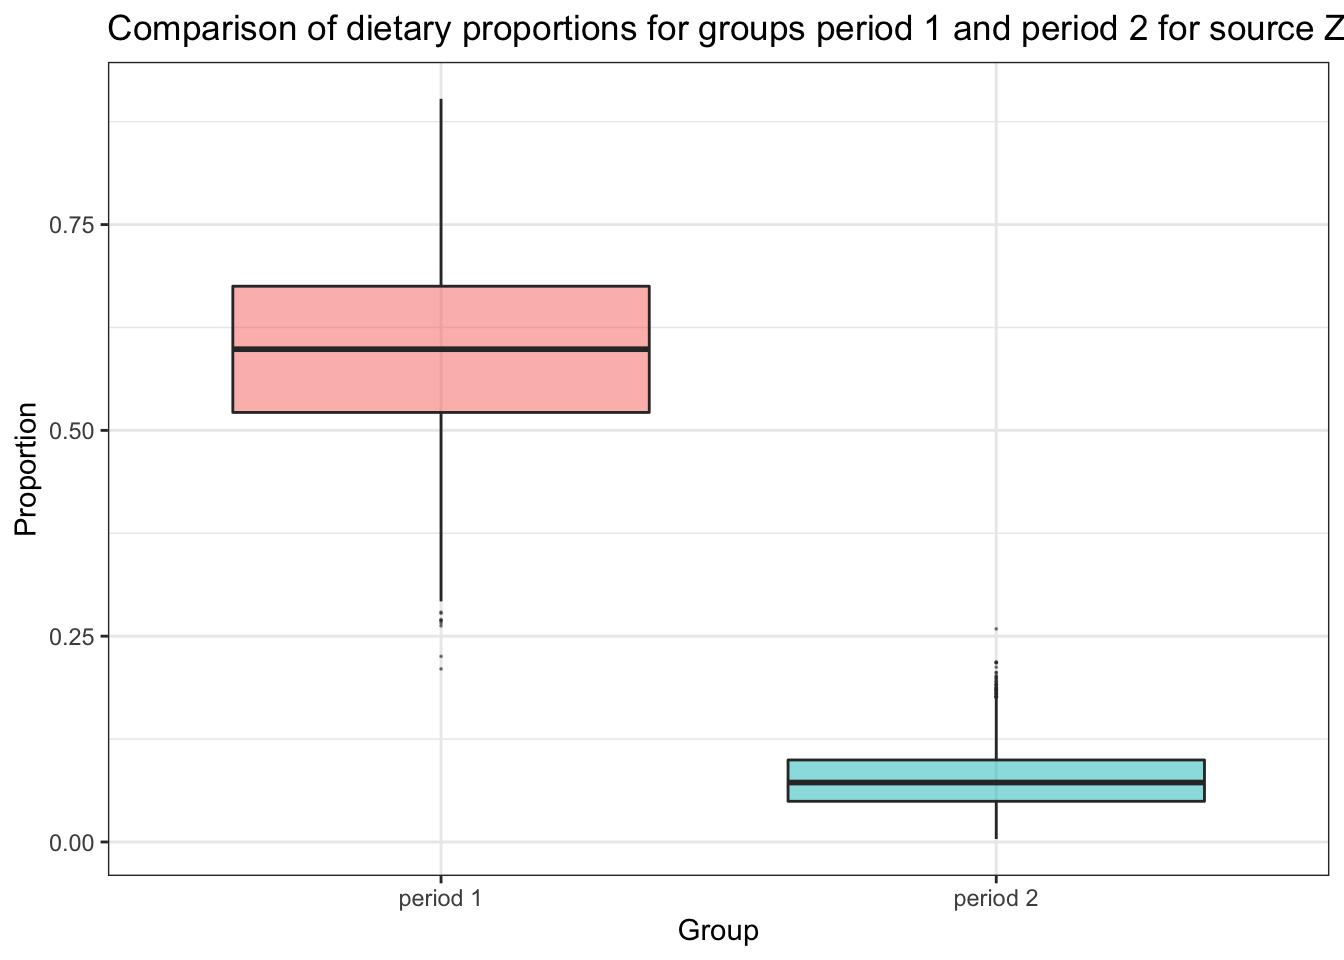 Comparison of dietary proportions for groups period 1 and period 2 for source Z
Proportion
0.75
0.50
0.25
0.00
period 1 period 2
Group